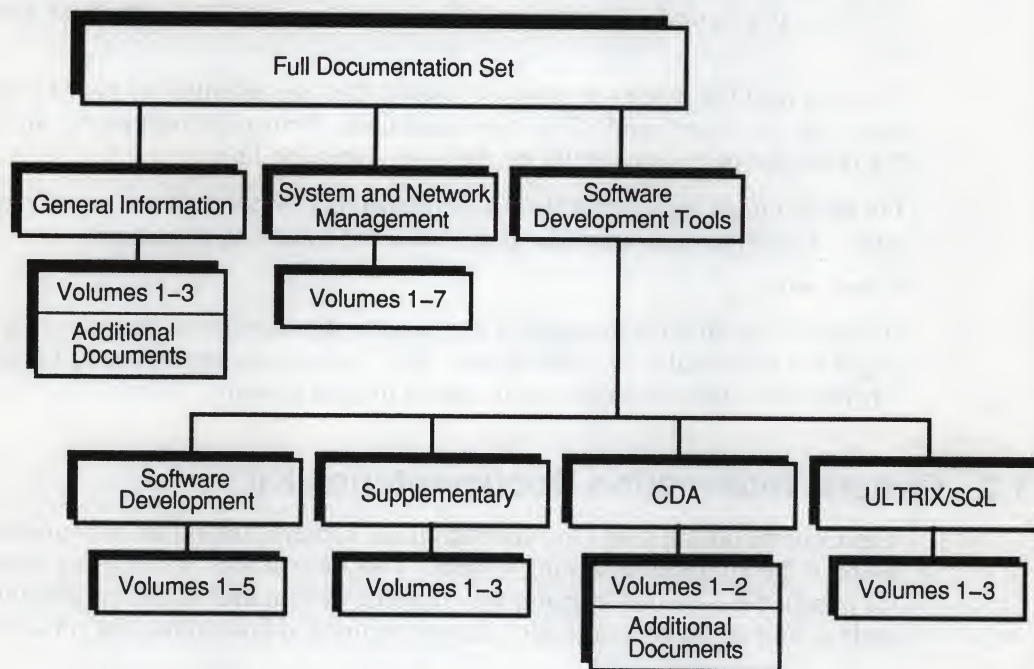 Full Documentation Set
General Information
System and Network
Management
Software
Development Tools
Volumes 1–3
Additional
Documents
Volumes 1–7
Software
Development
Supplementary
CDA
ULTRIX/SQL
Volumes 1–5
Volumes 1–3
Volumes 1–2
Additional
Documents
Volumes 1–3